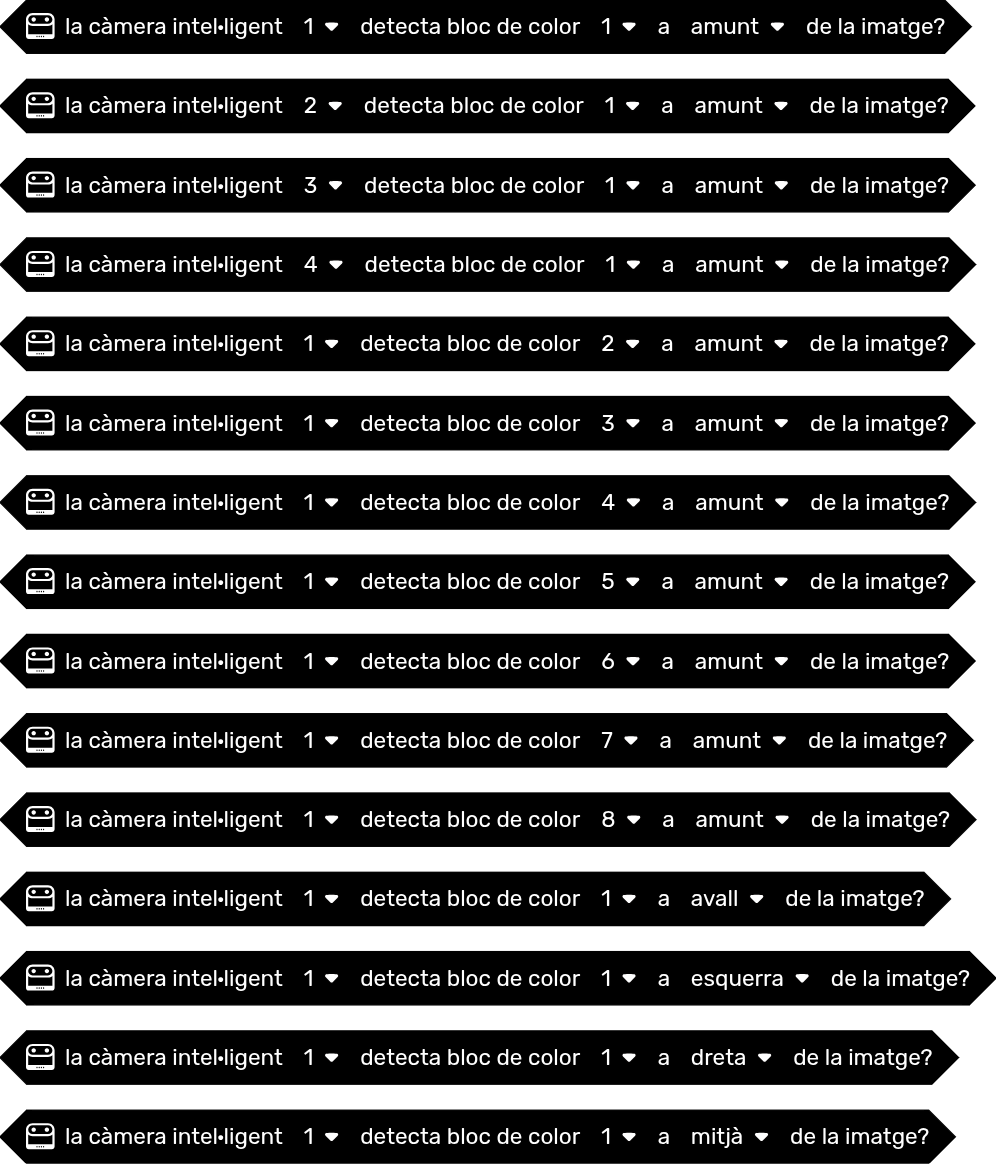 la càmera intel•ligent 1 detecta bloc de color 1 a amunt de la imatge?
la càmera intel•ligent 2 detecta bloc de color 1 a amunt de la imatge?
la càmera intel•ligent 3 detecta bloc de color 1 a amunt de la imatge?
la càmera intel•ligent 4 detecta bloc de color 1 a amunt de la imatge?
la càmera intel•ligent 1 detecta bloc de color 2 a amunt de la imatge?
la càmera intel•ligent 1 detecta bloc de color 3 a amunt de la imatge?
la càmera intel•ligent 1 detecta bloc de color 4 a amunt de la imatge?
la càmera intel•ligent 1 detecta bloc de color 5 a amunt de la imatge?
la càmera intel•ligent 1 detecta bloc de color 6 a amunt de la imatge?
la càmera intel•ligent 1 detecta bloc de color 7 a amunt de la imatge?
la càmera intel•ligent 1 detecta bloc de color 8 a amunt de la imatge?
la càmera intel•ligent 1 detecta bloc de color 1 a avall de la imatge?
la càmera intel•ligent 1 detecta bloc de color 1 a esquerra de la imatge?
la càmera intel•ligent 1 detecta bloc de color 1 a dreta de la imatge?
la càmera intel•ligent 1 detecta bloc de color 1 a mitjà de la imatge?